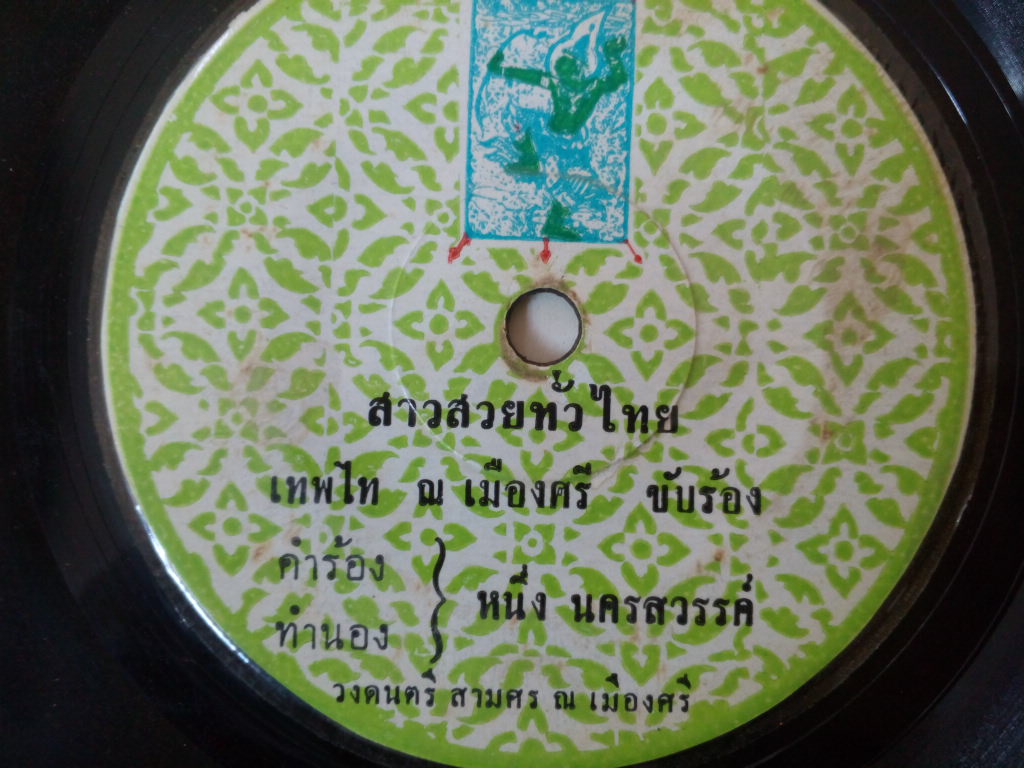 สาวสวยทั่วไทย
เทพไท ณ เมืองศรี ขับร้อง
คำร้อง
ทำนอง } หนึ่ง นครสวรรค์
วงดนตรี สามศร ณ เมืองศรี